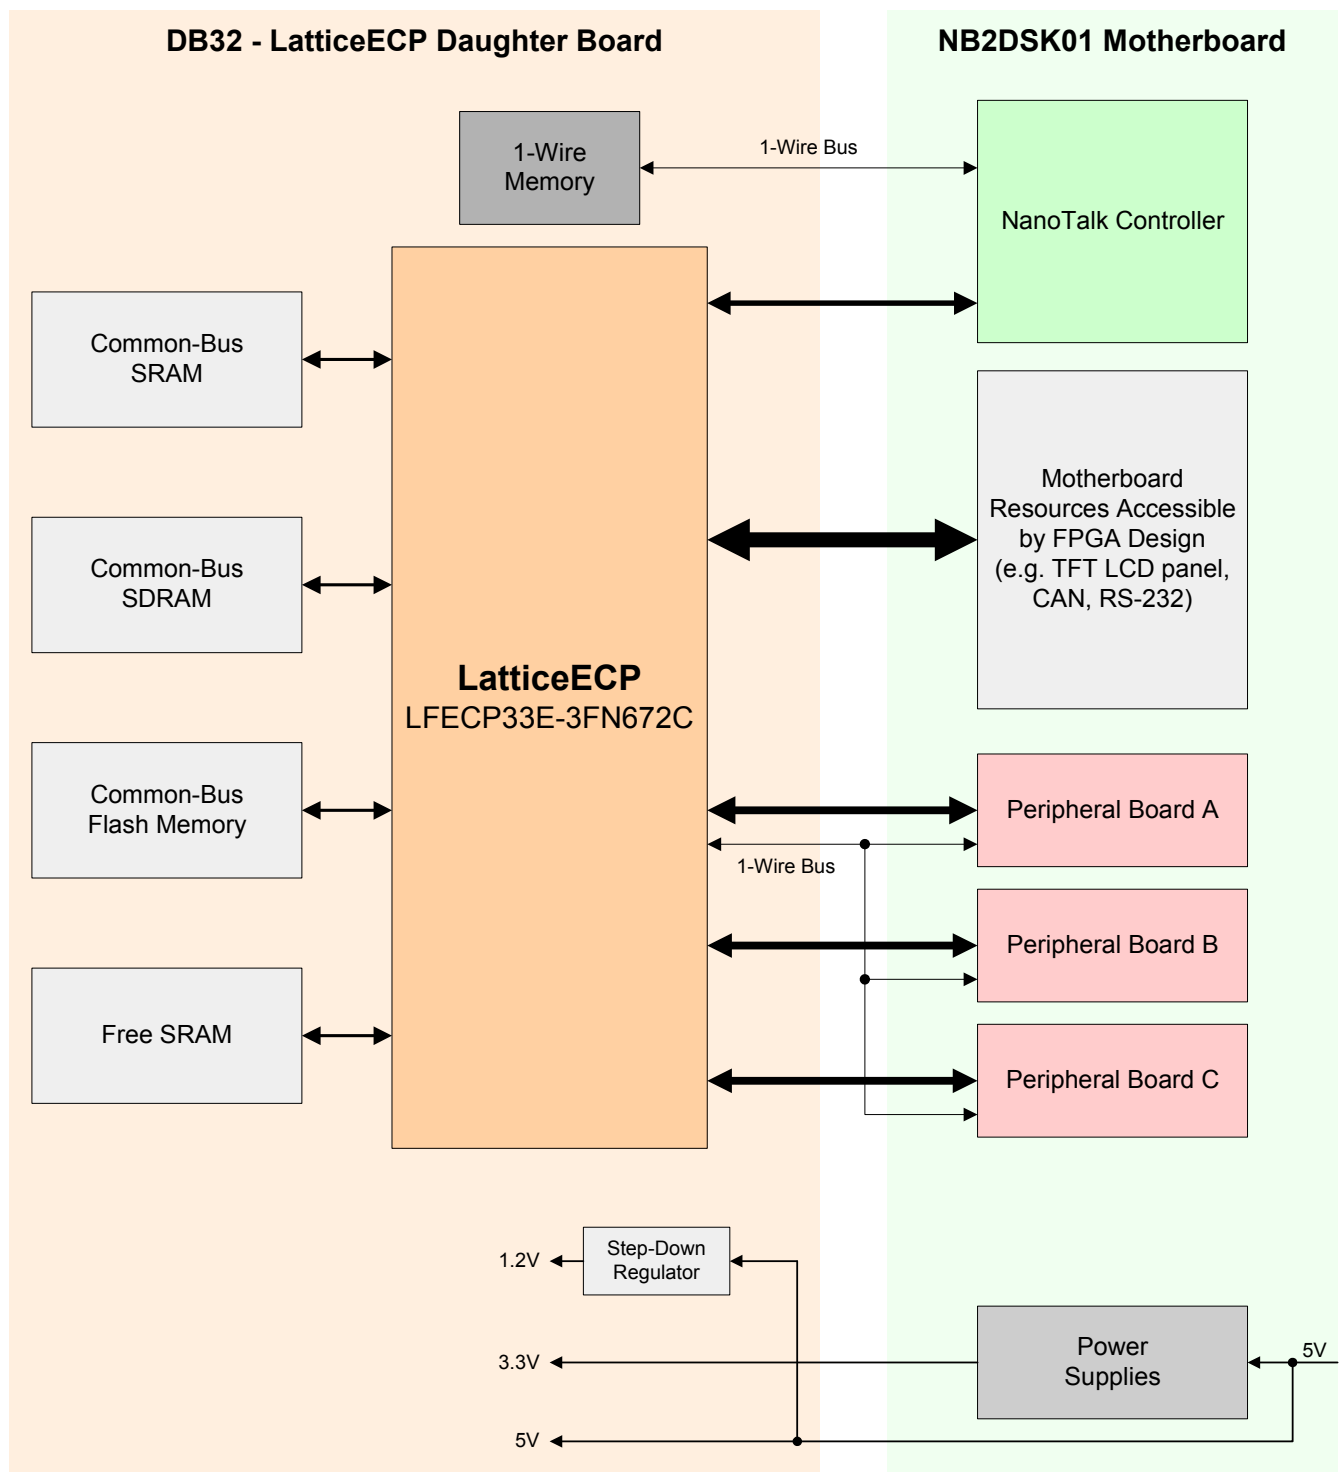 DB32 - LatticeECP Daughter Board
NB2DSK01 Motherboard
1-Wire
Memory
1-Wire Bus
NanoTalk Controller
Common-Bus
SRAM
Common-Bus
SDRAM
Common-Bus
Flash Memory
Free SRAM
LatticeECP
LFECP33E-3FN672C
Motherboard
Resources Accessible
by FPGA Design
(e.g. TFT LCD panel,
CAN, RS-232)
Peripheral Board A
1-Wire Bus
Peripheral Board B
Peripheral Board C
1.2V
Step-Down
Regulator
3.3V
Power
Supplies
5V
5V